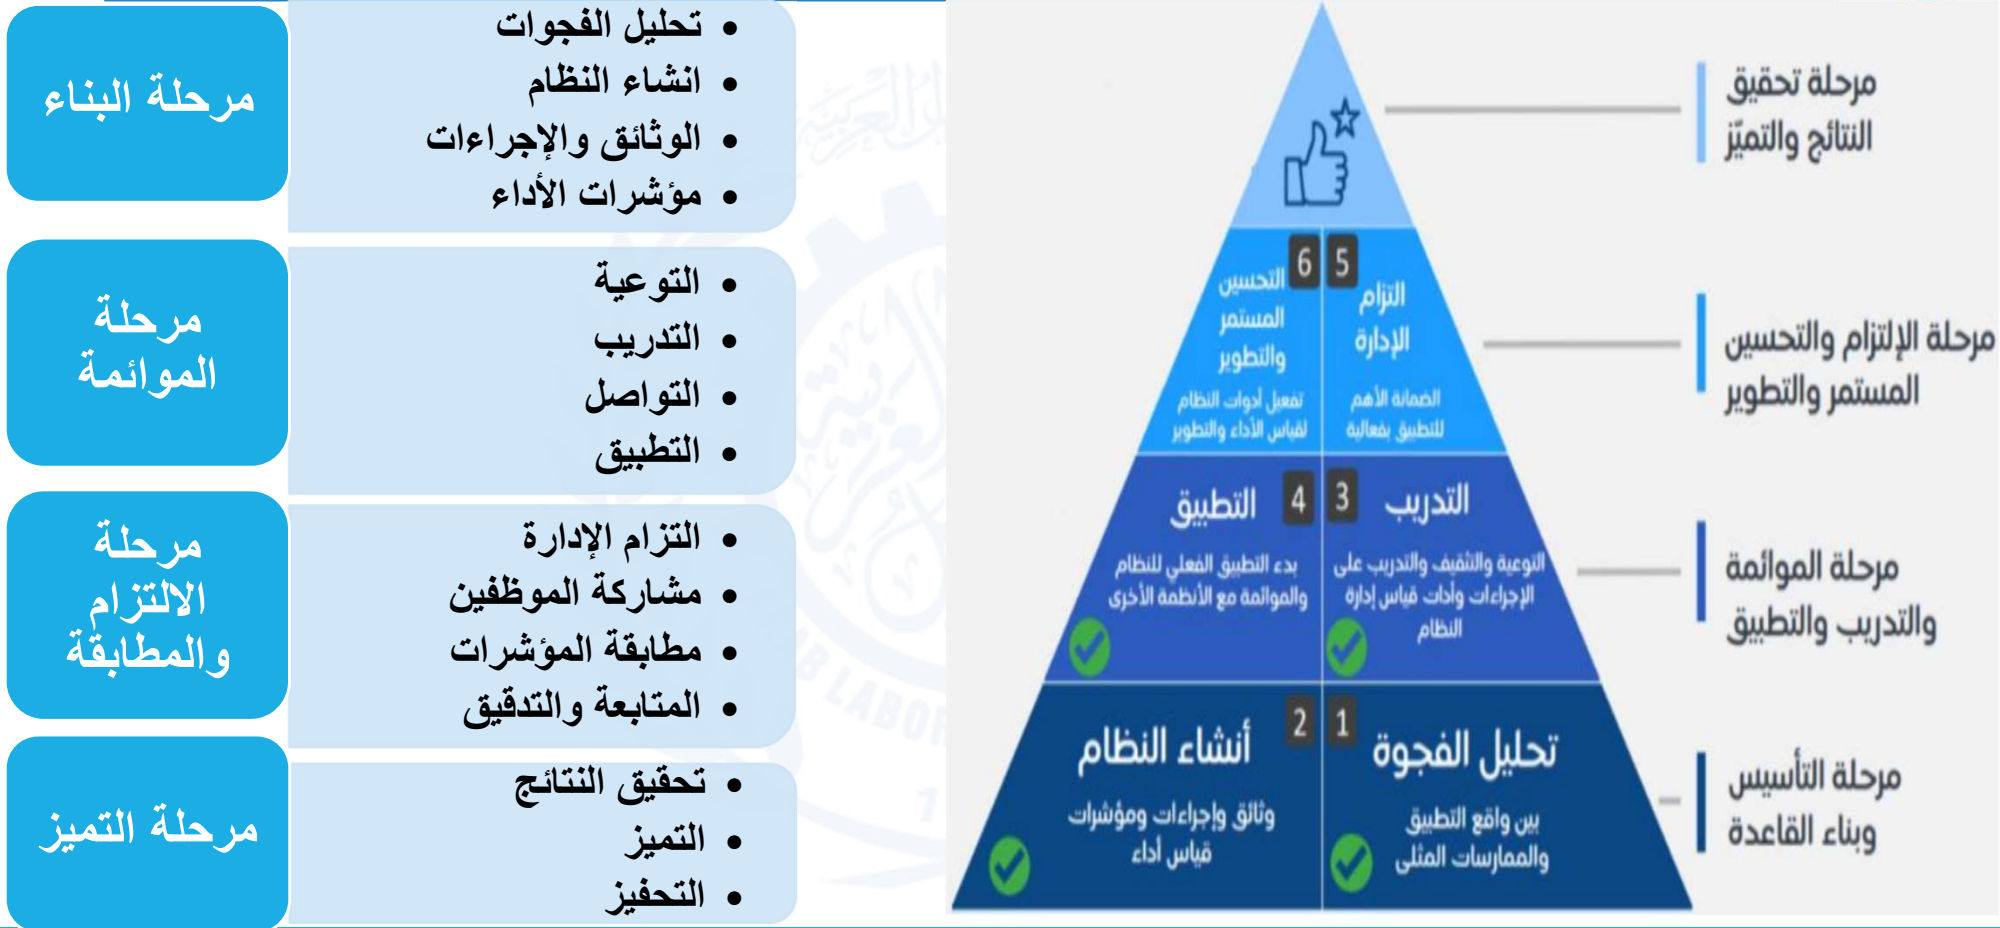 مرحلة البناء
• تحليل الفجوات
• انشاء النظام
• الوثائق والإجراءات
• مؤشرات الأداء
مرحلة
الموائمة
• التوعية
• التدريب
• التواصل
• التطبيق
مرحلة
الالتزام
والمطابقة
• التزام الإدارة
• مشاركة الموظفين
• مطابقة المؤشرات
• المتابعة والتدقيق
مرحلة التميز
• تحقيق النتائج
• التميز
• التحفيز
مرحلة تحقيق
النتائج والتميّز
5
التزام
الإدارة
الضمانة الأهم
للتطبيق بفعالية
6
التحسين
المستمر
والتطوير
تفعيل أدوات النظام
لقياس الأداء والتطوير
مرحلة الإلتزام والتحسين
المستمر والتطوير
3
التدريب
التوعية والتثقيف والتدريب على
الإجراءات وأدات قياس إدارة
النظام
4
التطبيق
بدء التطبيق الفعلي للنظام
والموائمة مع الأنظمة الأخرى
مرحلة الموائمة
والتدريب والتطبيق
1
تحليل الفجوة
بين واقع التطبيق
والممارسات المثلى
2
أنشاء النظام
وثائق وإجراءات ومؤشرات
قياس أداء
مرحلة التأسيس
وبناء القاعدة